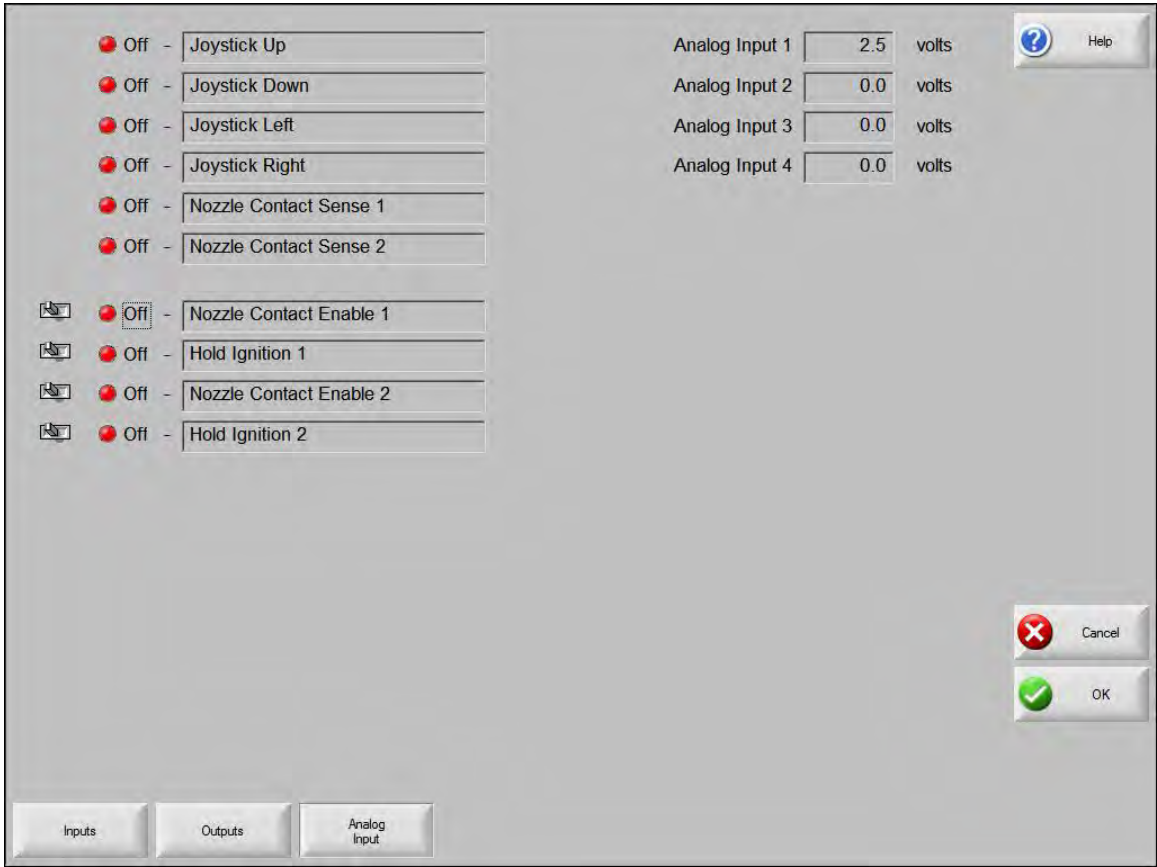 Off - Joystick Up
Off - Joystick Down
Off - Joystick Left
Off - Joystick Right
Off - Nozzle Contact Sense 1
Off - Nozzle Contact Sense 2
Off - Nozzle Contact Enable 1
Off - Hold Ignition 1
Off - Nozzle Contact Enable 2
Off - Hold Ignition 2
Analog Input 1 2.5 volts
Analog Input 2 0.0 volts
Analog Input 3 0.0 volts
Analog Input 4 0.0 volts
Help
Cancel
OK
Inputs
Outputs
Analog
Input